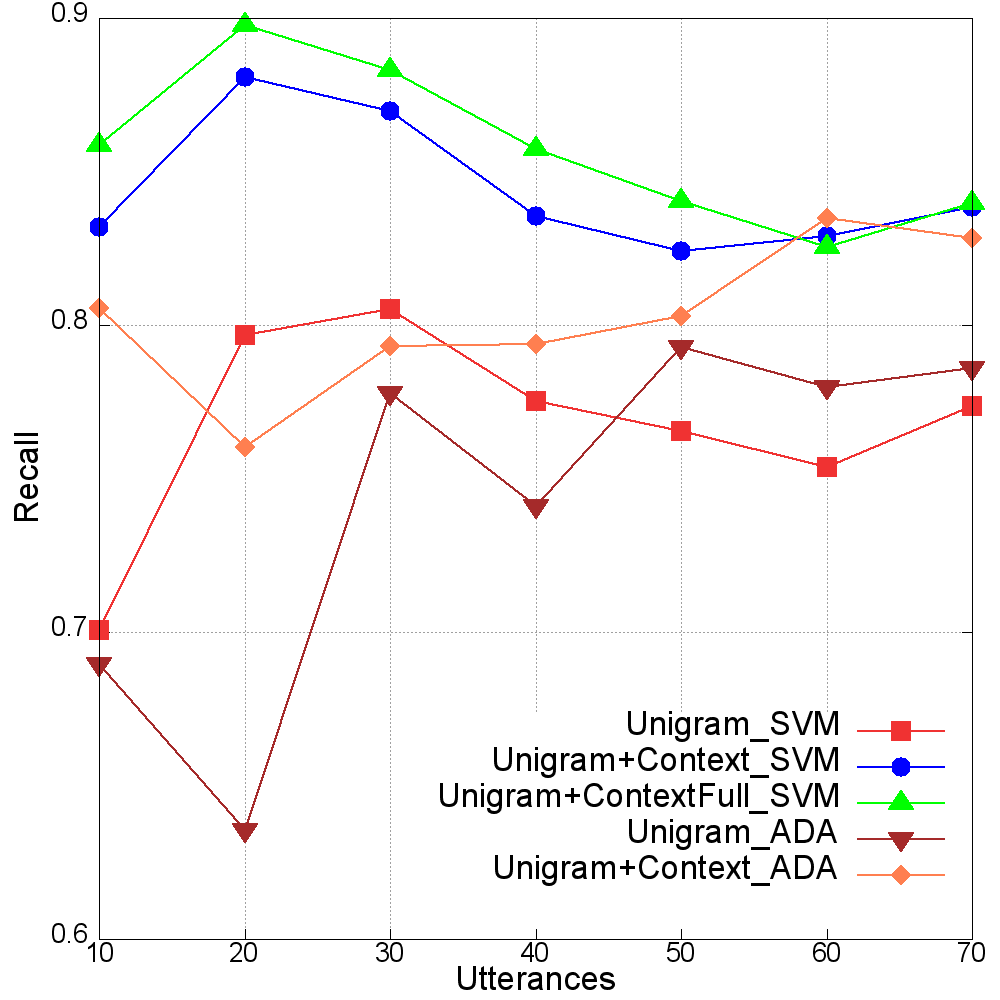 0.9
0.8
0.7
0.6
Recall
Unigram_SVM
Unigram+Context_SVM
Unigram+ContextFull_SVM
Unigram_ADA
Unigram+Context_ADA
10 20 30 40 50 60 70
Utterances